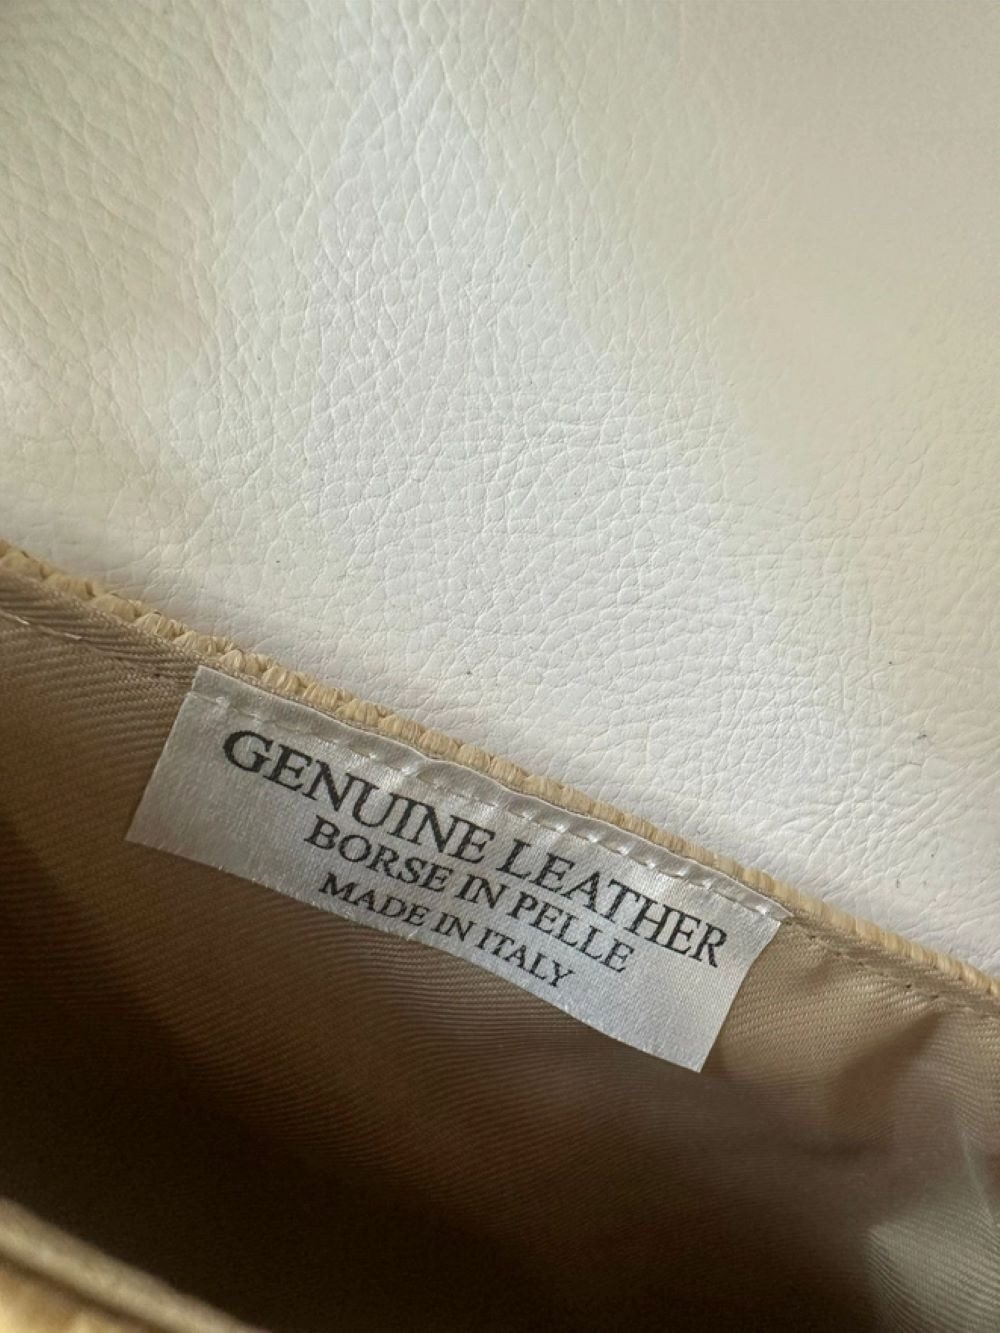 GENUINE LEATHER
BORSE IN PELLE
MADE IN ITALY